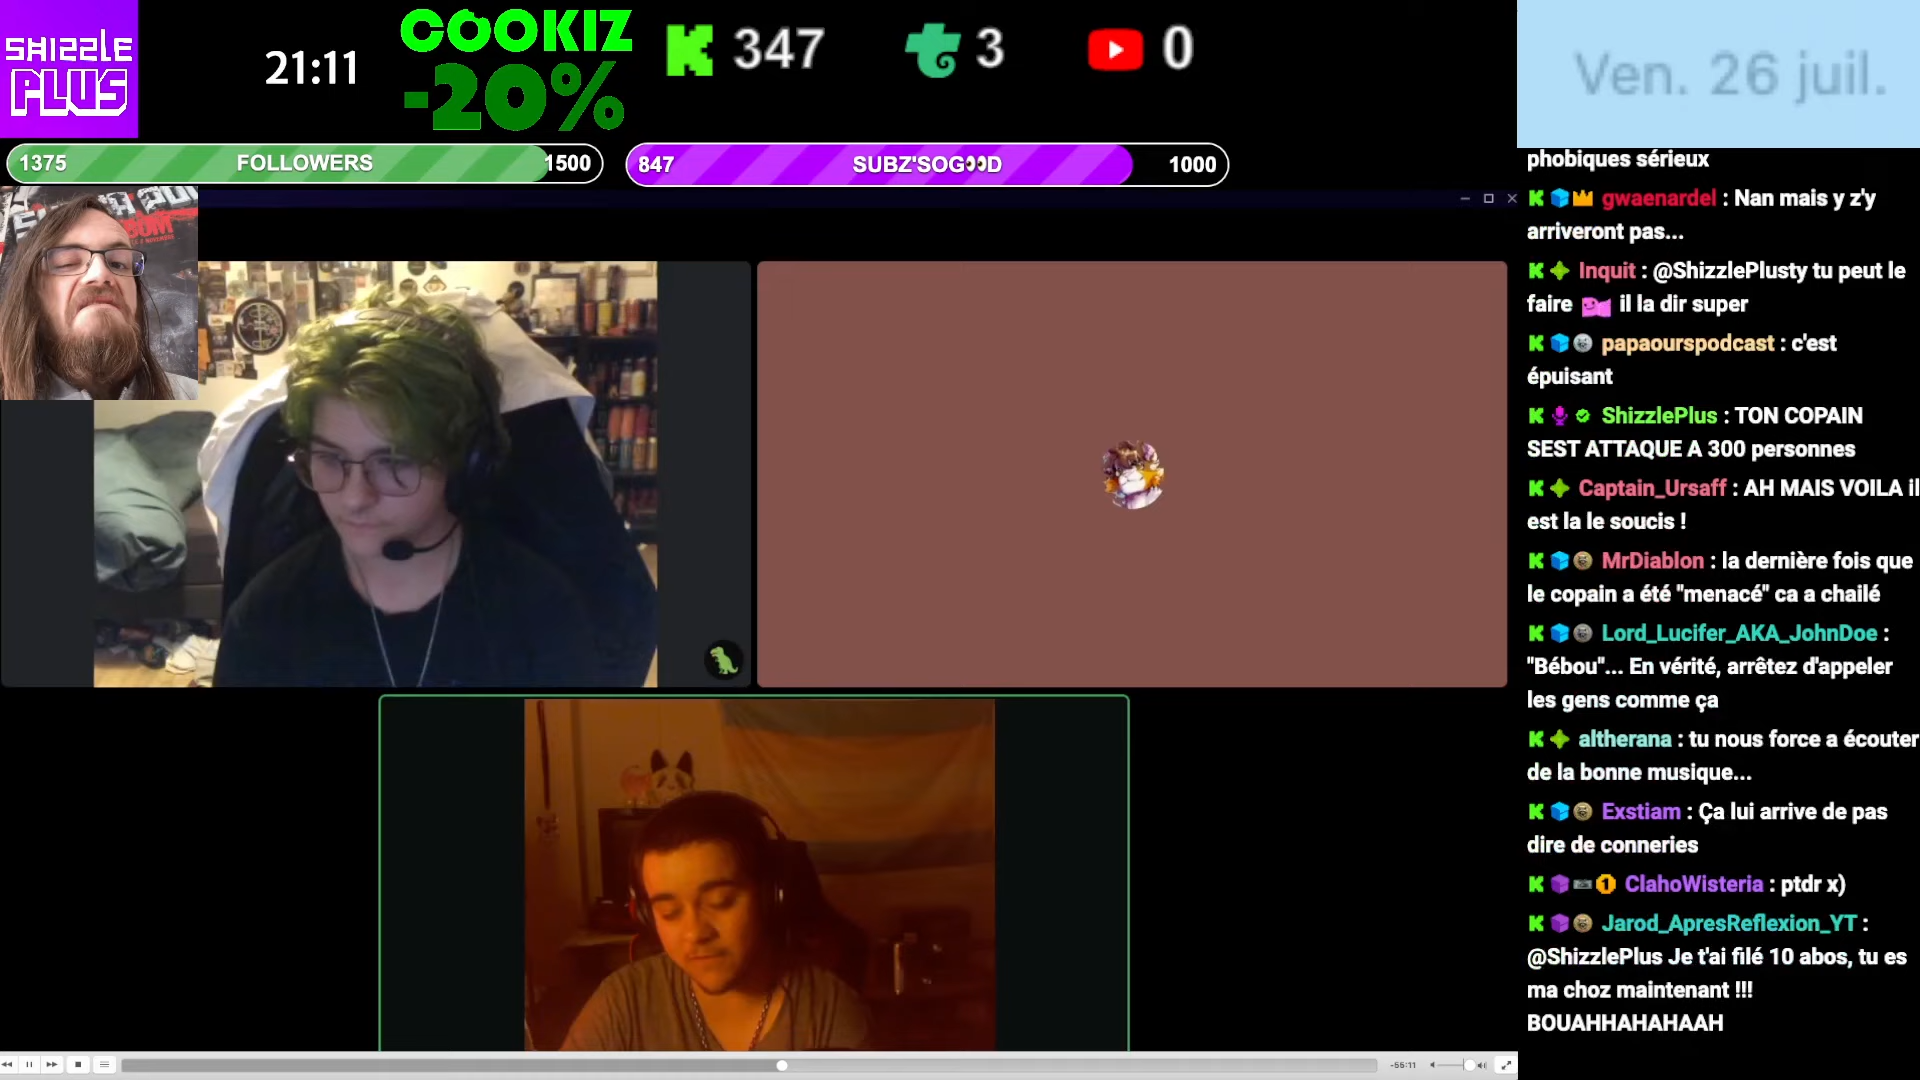 SHIZZLE
PLUS
21:11
COOKIZ
-20%
347
3
0
Ven. 26 juil.
1375 FOLLOWERS 1500
847 SUBZ'SOG👀D 1000
phobiques sérieux
gwaenardel : Nan mais y z'y
arriveront pas...
Inquit : @ShizzlePlusty tu peut le
faire il la dir super
papaourspodcast : c'est
épuisant
ShizzlePlus : TON COPAIN
SEST ATTAQUE A 300 personnes
Captain_Ursaff : AH MAIS VOILA il
est la le soucis !
MrDiablon : la dernière fois que
le copain a été "menacé" ca a chailé
Lord_Lucifer_AKA_JohnDoe :
"Bébou"... En vérité, arrêtez d'appeler
les gens comme ça
altherana : tu nous force a écouter
de la bonne musique...
Exstiam : Ça lui arrive de pas
dire de conneries
ClahoWisteria : ptdr x)
Jarod_ApresReflexion_YT :
@ShizzlePlus Je t'ai filé 10 abos, tu es
ma choz maintenant !!!
BOUAHHAHAHAAH
-55:11